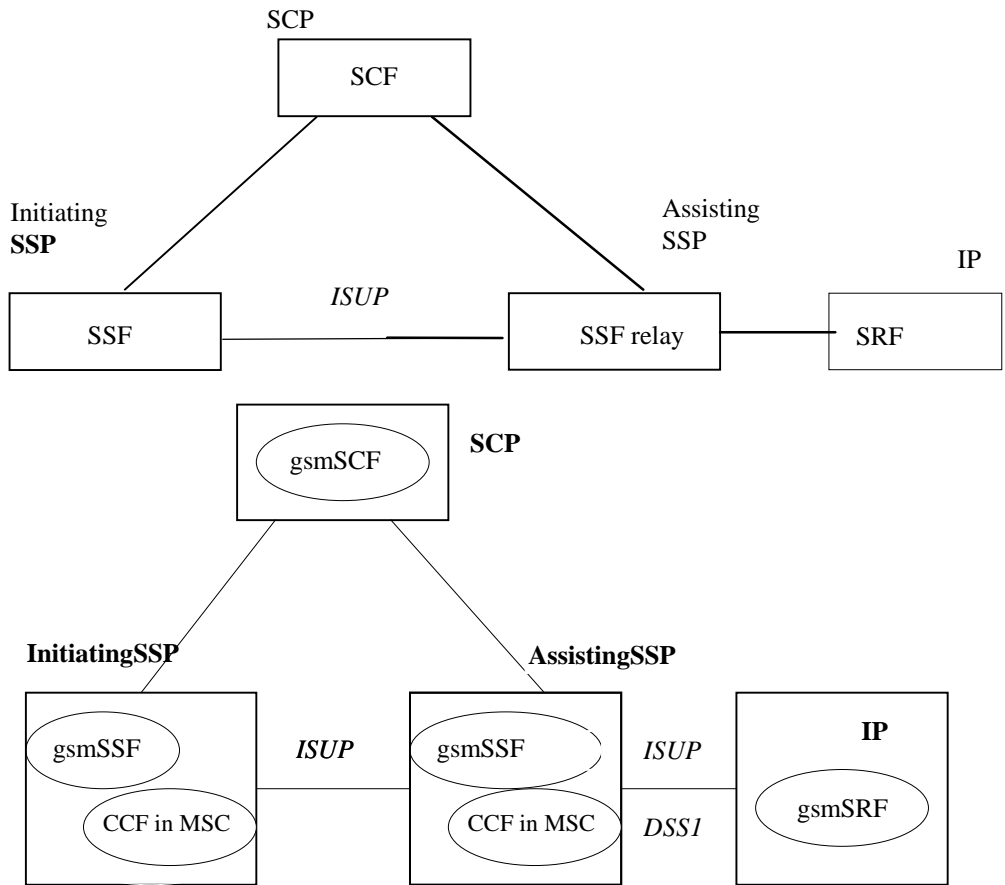 SCP
SCF
Initiating
SSP
Assisting
SSP
IP
ISUP
SSF
SSF relay
SRF
SCP
gsmSCF
InitiatingSSP
AssistingSSP
gsmSSF
ISUP
gsmSSF
ISUP
IP
CCF in MSC
CCF in MSC
DSS1
gsmSRF